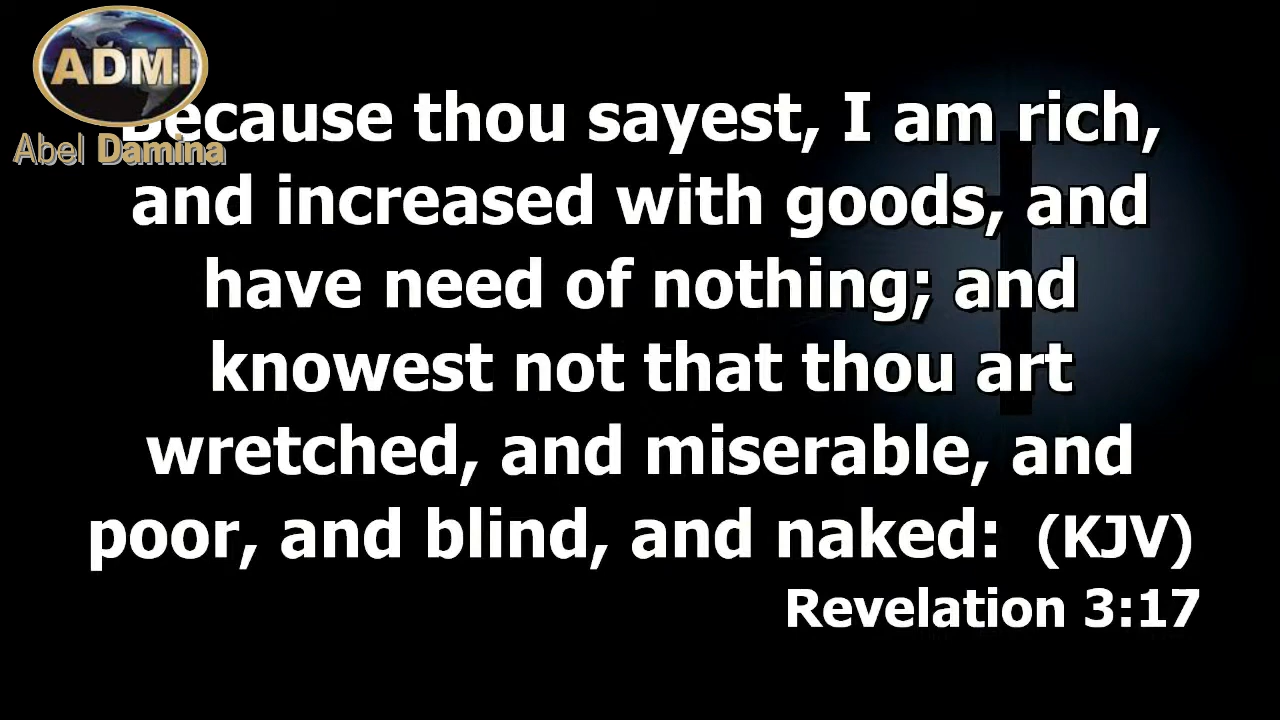 ADMI
Abel Damina
Because thou sayest, I am rich,
and increased with goods, and
have need of nothing; and
knowest not that thou art
wretched, and miserable, and
poor, and blind, and naked: (KJV)
Revelation 3:17